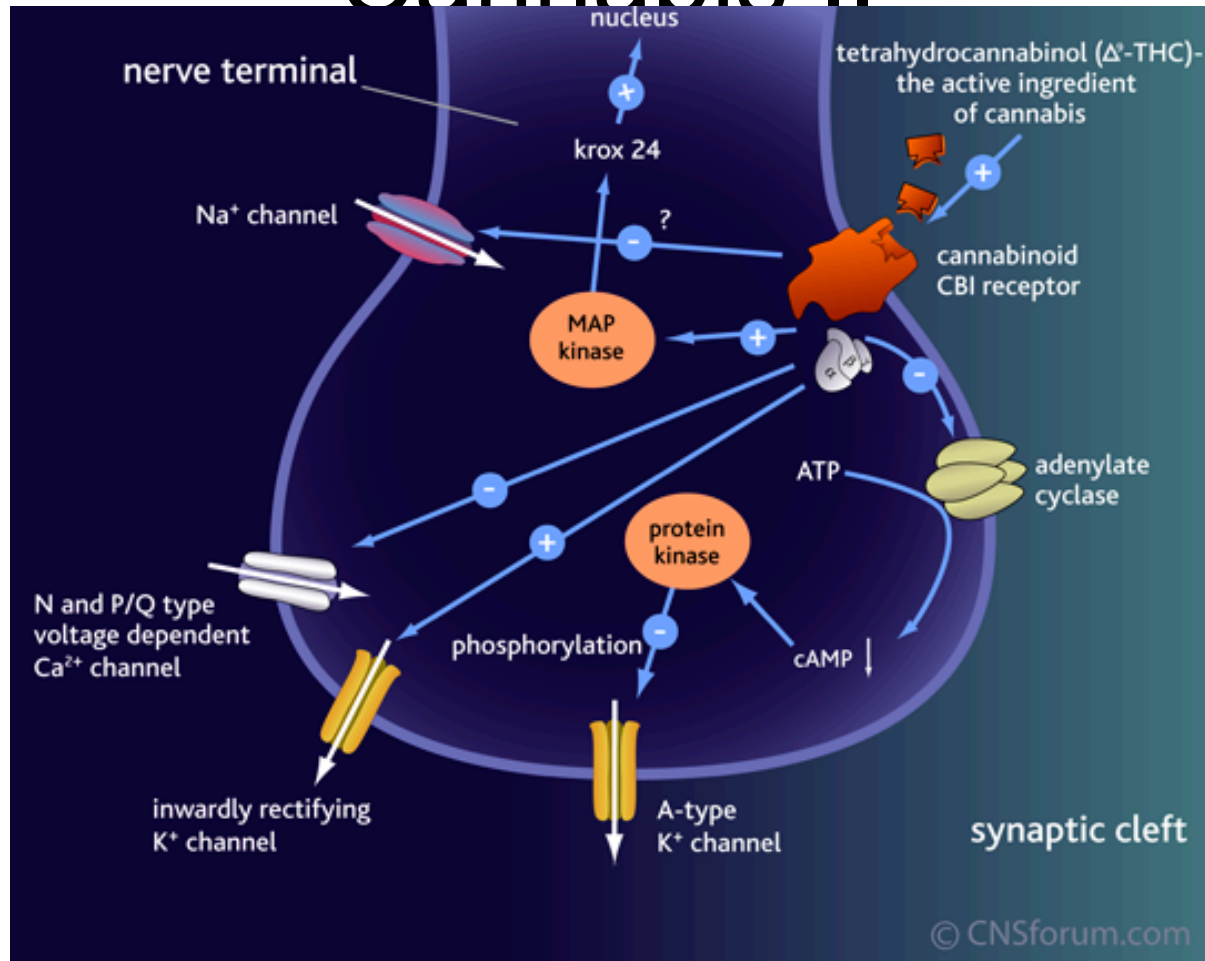 nucleus
nerve terminal
tetrahydrocannabinol (Δ⁹-THC)-
the active ingredient
of cannabis
+
krox 24
+
Na⁺ channel
?
-
cannabinoid
CBI receptor
MAP
kinase
+
-
ATP
adenylate
cyclase
-
protein
kinase
+
N and P/Q type
voltage dependent
Ca²⁺ channel
phosphorylation
-
cAMP ↓
inwardly rectifying
K⁺ channel
A-type
K⁺ channel
synaptic cleft
© CNSforum.com